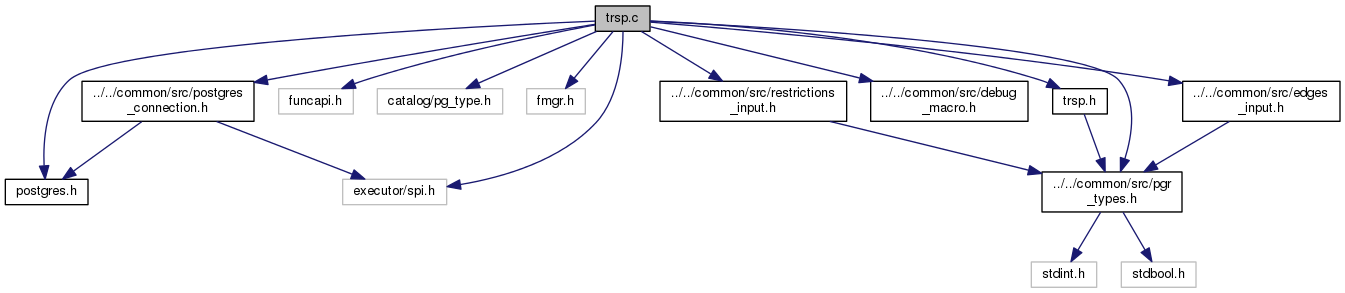 trsp.c
../../common/src/postgres
_connection.h
funcapi.h
catalog/pg_type.h
fmgr.h
../../common/src/restrictions
_input.h
../../common/src/debug
_macro.h
trsp.h
../../common/src/edges
_input.h
postgres.h
executor/spi.h
../../common/src/pgr
_types.h
stdint.h
stdbool.h